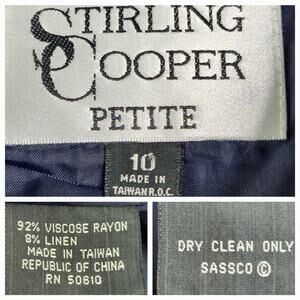 STIRLING
COOPER
PETITE
10
MADE IN
TAIWAN R.O.C.
92% VISCOSE RAYON
8% LINEN
MADE IN TAIWAN
REPUBLIC OF CHINA
RN 50610
DRY CLEAN ONLY
SASSCO ©